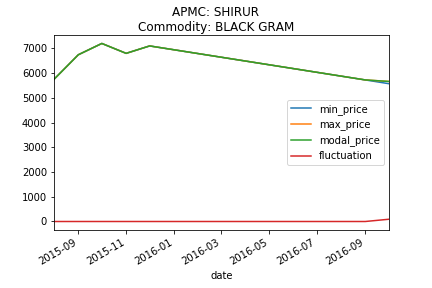 APMC: SHIRUR
Commodity: BLACK GRAM
7000
6000
5000
4000
3000
2000
1000
0
min_price
max_price
modal_price
fluctuation
2015-09
2015-11
2016-01
2016-03
2016-05
2016-07
2016-09
date